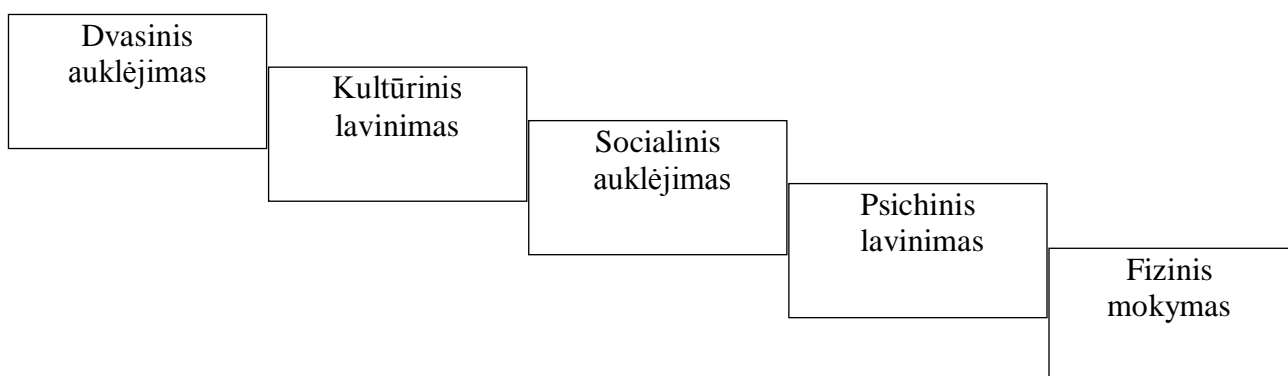 Dvasinis
auklėjimas
Kultūrinis
lavinimas
Socialinis
auklėjimas
Psichinis
lavinimas
Fizinis
mokymas